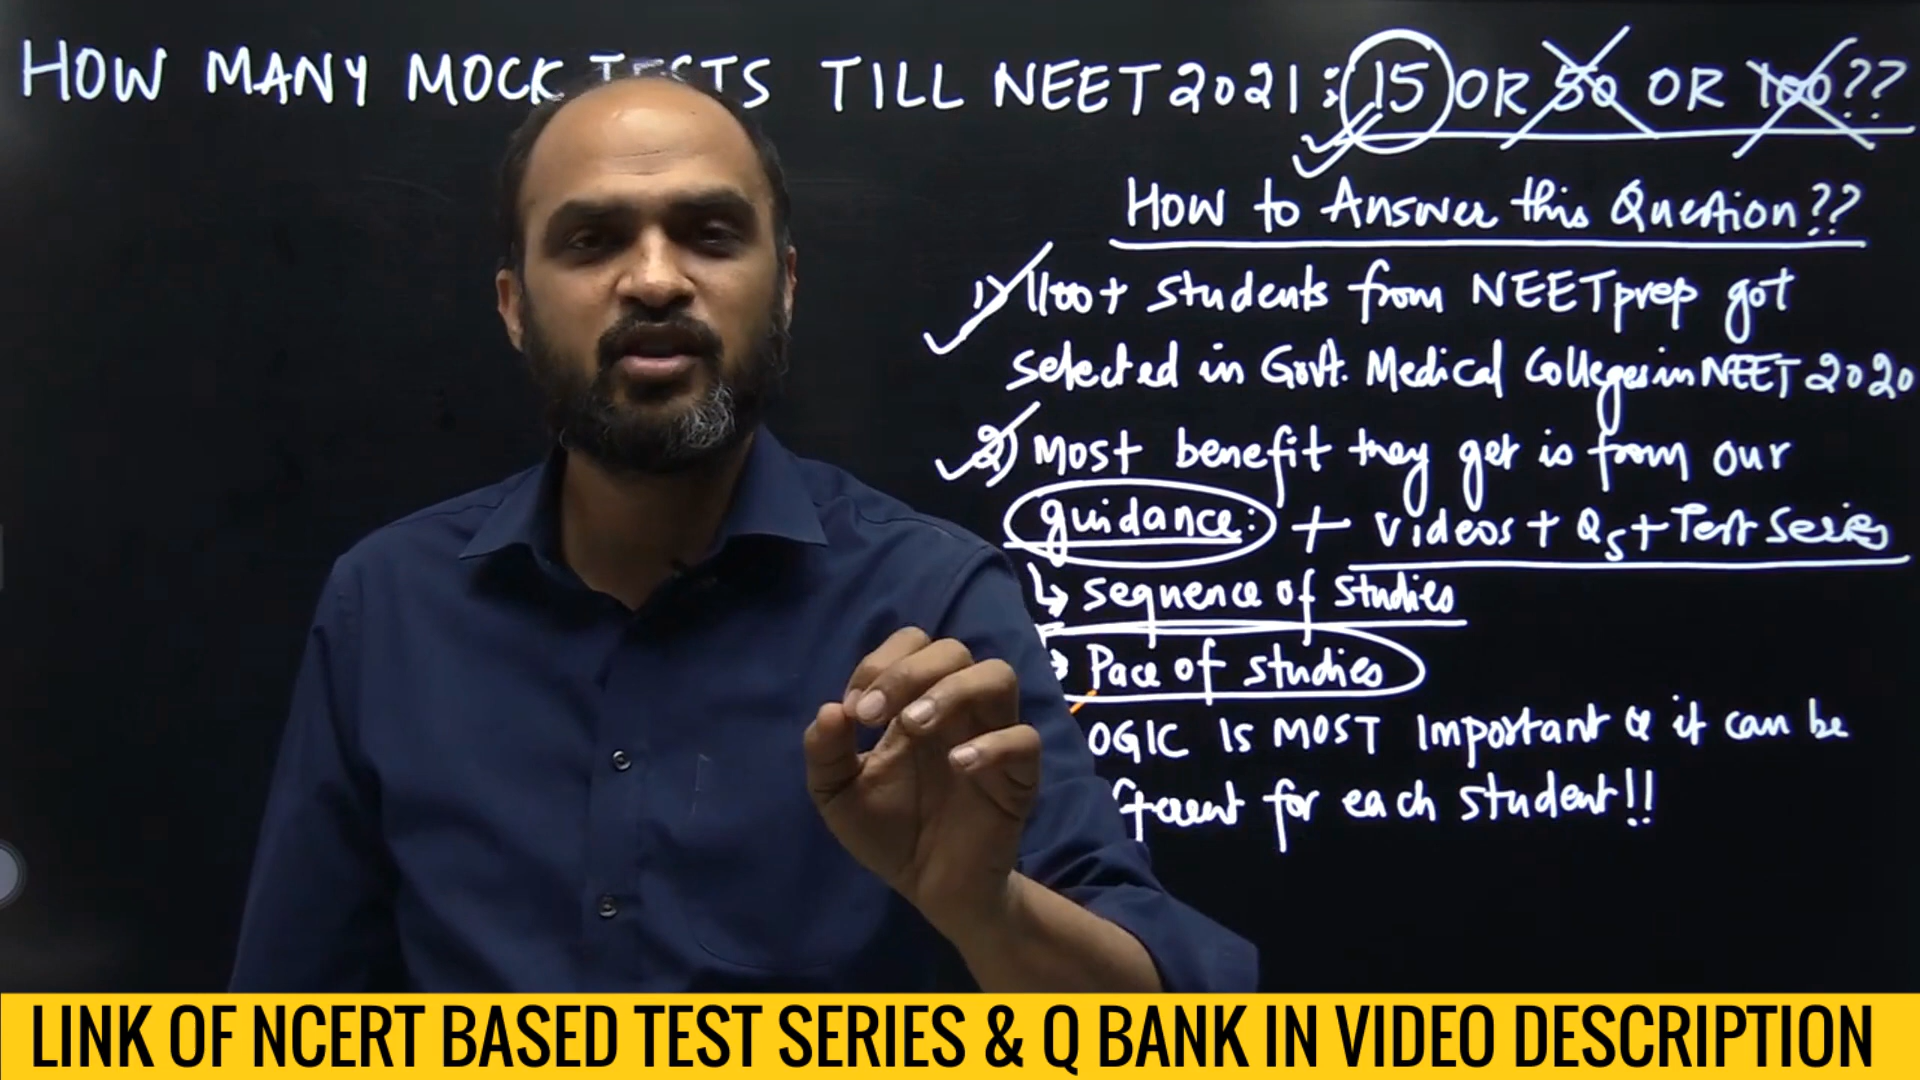 HOW MANY MOCK TESTS TILL NEET 2021 : 15 OR 50 OR 100??
HOW to Answer this Question??
1) 1100+ students from NEETprep got
selected in Govt. Medical Colleges in NEET 2020
2) Most benefit they get is from our
guidance: + Videos + Qs + Test Series
↳ sequence of studies
→ Pace of studies
OGIC IS MOST Important & it can be
fferent for each student!!
LINK OF NCERT BASED TEST SERIES & Q BANK IN VIDEO DESCRIPTION